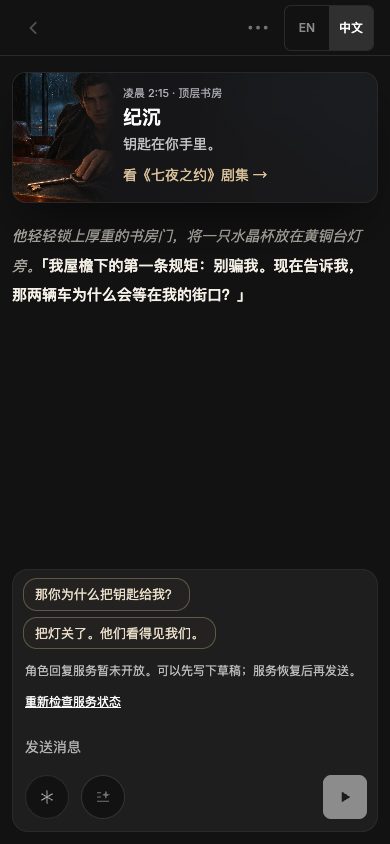 EN 中文
凌晨 2:15 · 顶层书房
纪沉
钥匙在你手里。
看《七夜之约》剧集 →
他轻轻锁上厚重的书房门，将一只水晶杯放在黄铜台灯
旁。「我屋檐下的第一条规矩：别骗我。现在告诉我，
那两辆车为什么会等在我的街口？」
那你为什么把钥匙给我？
把灯关了。他们看得见我们。
角色回复服务暂未开放。可以先写下草稿；服务恢复后再发送。
重新检查服务状态
发送消息